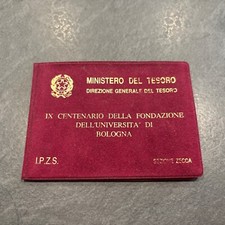 MINISTERO DEL TESORO
DIREZIONE GENERALE DEL TESORO
IX CENTENARIO DELLA FONDAZIONE
DELL'UNIVERSITA' DI
BOLOGNA
I.P.Z.S.
SEZIONE ZECCA